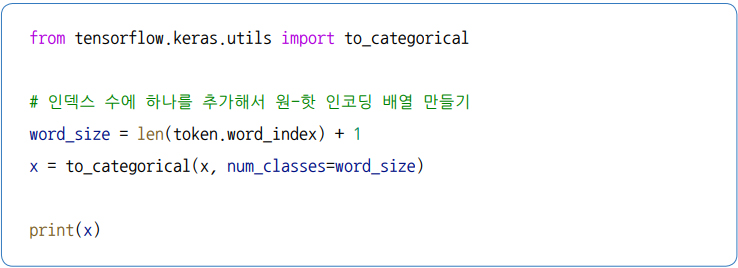 from tensorflow.keras.utils import to_categorical
# 인덱스 수에 하나를 추가해서 원-핫 인코딩 배열 만들기
word_size = len(token.word_index) + 1
x = to_categorical(x, num_classes=word_size)
print(x)